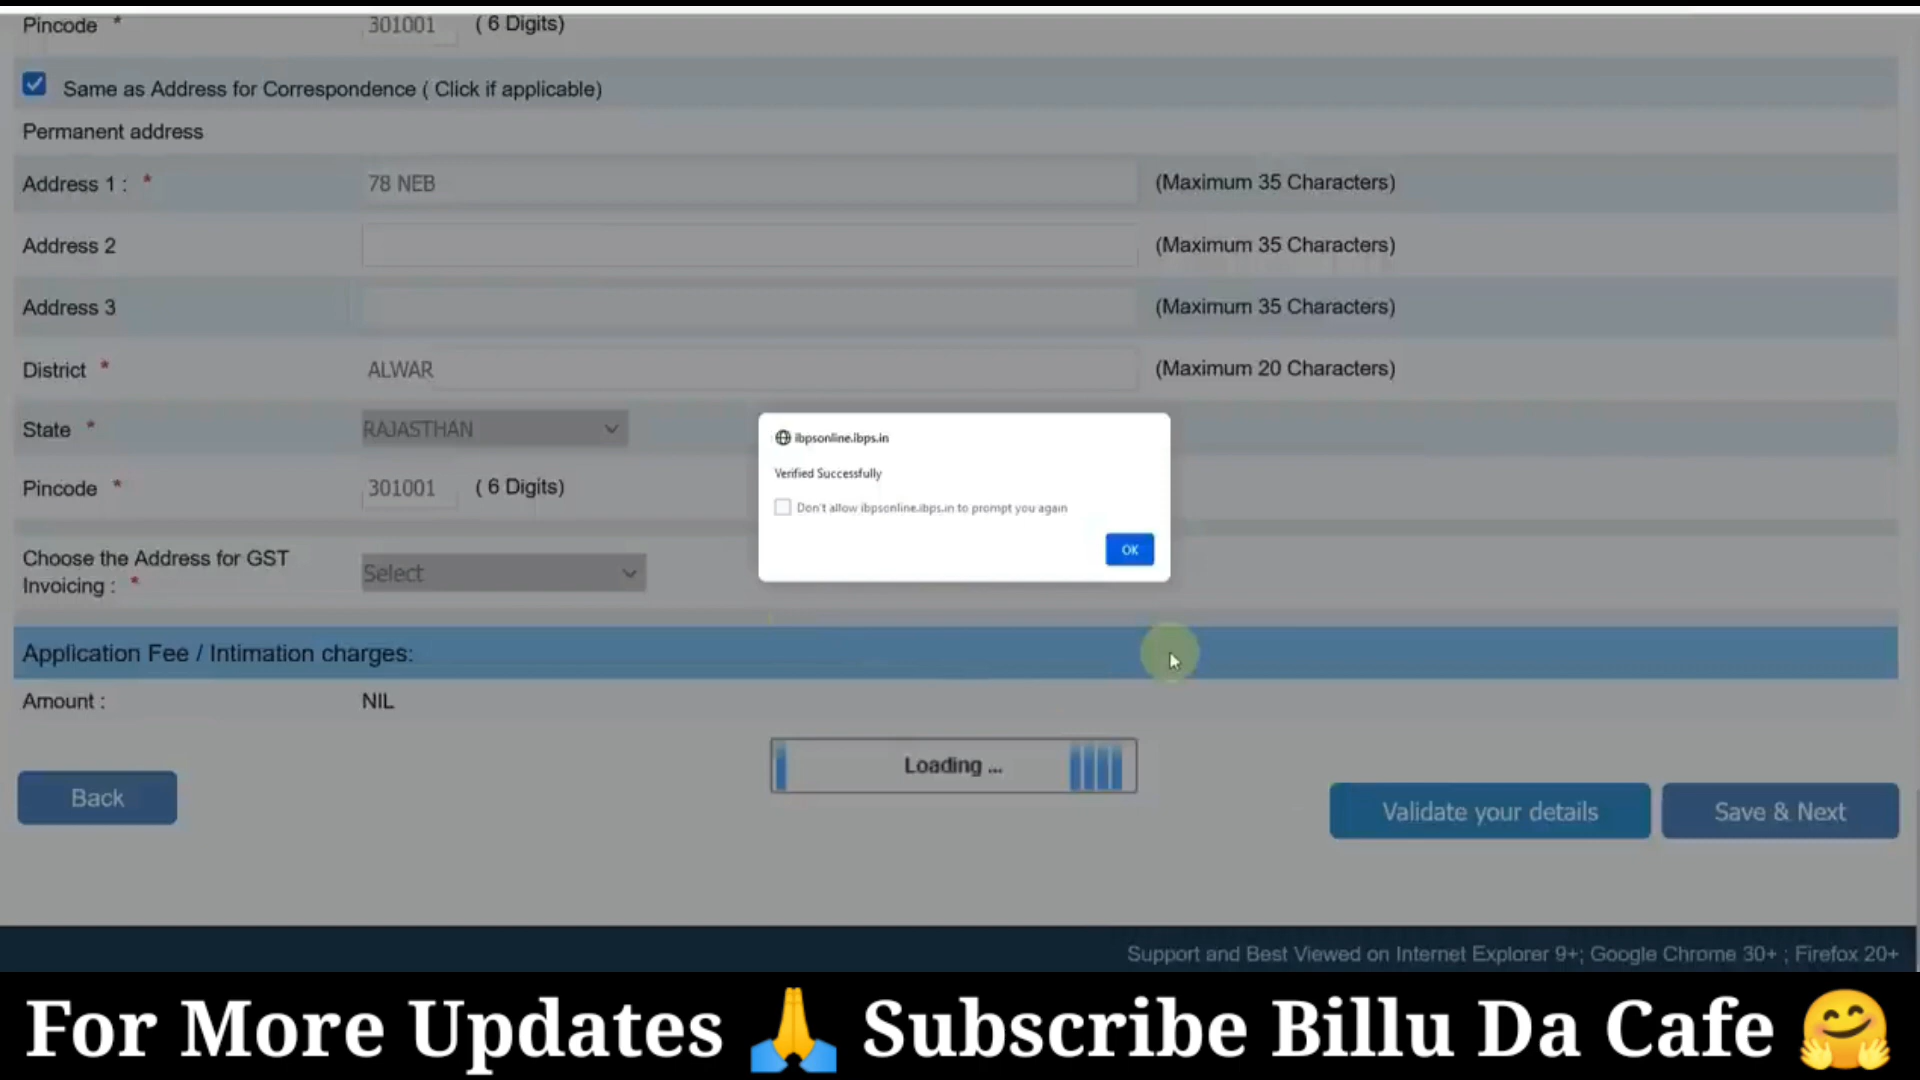 Pincode * 301001 ( 6 Digits)
Same as Address for Correspondence ( Click if applicable)
Permanent address
Address 1 : * 78 NEB (Maximum 35 Characters)
Address 2 (Maximum 35 Characters)
Address 3 (Maximum 35 Characters)
District * ALWAR (Maximum 20 Characters)
State * RAJASTHAN
Pincode * 301001 ( 6 Digits)
Choose the Address for GST
Invoicing : * Select
ibpsonline.ibps.in
Verified Successfully
Don't allow ibpsonline.ibps.in to prompt you again
OK
Application Fee / Intimation charges:
Amount : NIL
Loading ...
Back Validate your details Save & Next
Support and Best Viewed on Internet Explorer 9+; Google Chrome 30+ ; Firefox 20+
For More Updates 🙏 Subscribe Billu Da Cafe 🤗